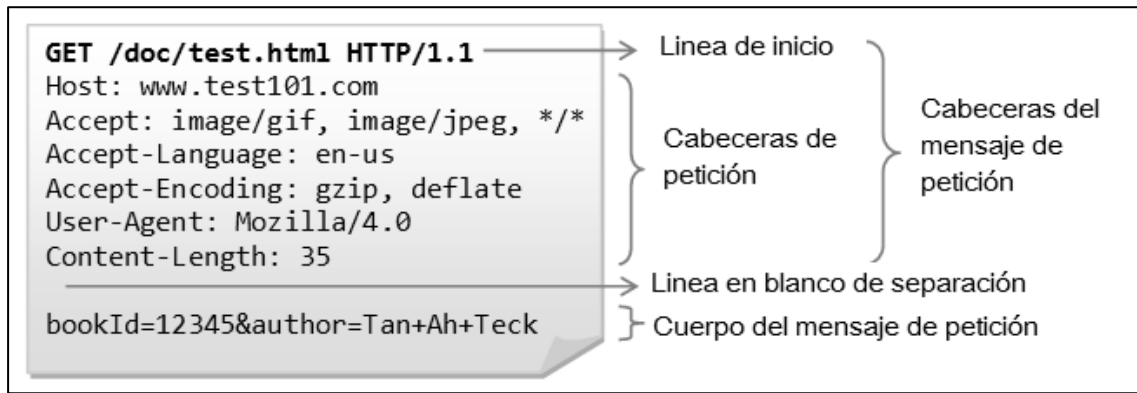 GET /doc/test.html HTTP/1.1
Linea de inicio
Host: www.test101.com
Accept: image/gif, image/jpeg, */*
Accept-Language: en-us
Accept-Encoding: gzip, deflate
User-Agent: Mozilla/4.0
Content-Length: 35
Cabeceras de
petición
Cabeceras del
mensaje de
petición
Linea en blanco de separación
bookId=12345&author=Tan+Ah+Teck
Cuerpo del mensaje de petición